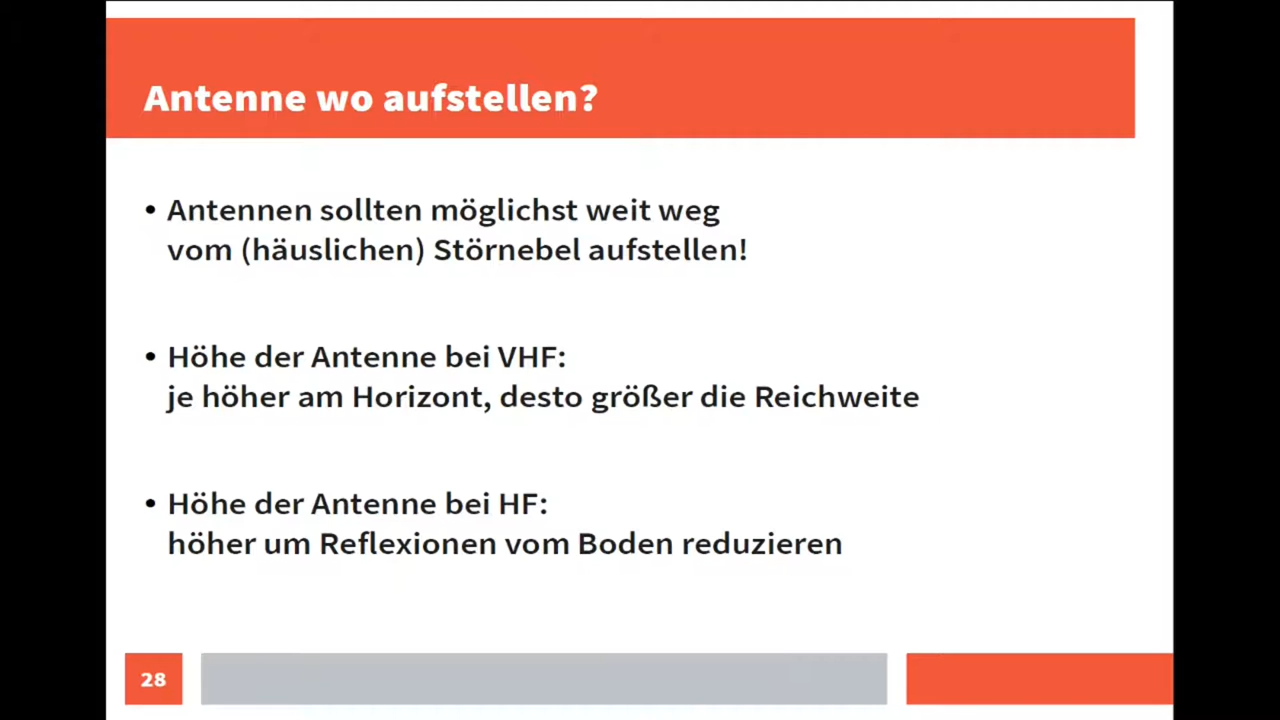 Antenne wo aufstellen?
• Antennen sollten möglichst weit weg
vom (häuslichen) Störnebel aufstellen!
• Höhe der Antenne bei VHF:
je höher am Horizont, desto größer die Reichweite
• Höhe der Antenne bei HF:
höher um Reflexionen vom Boden reduzieren
28